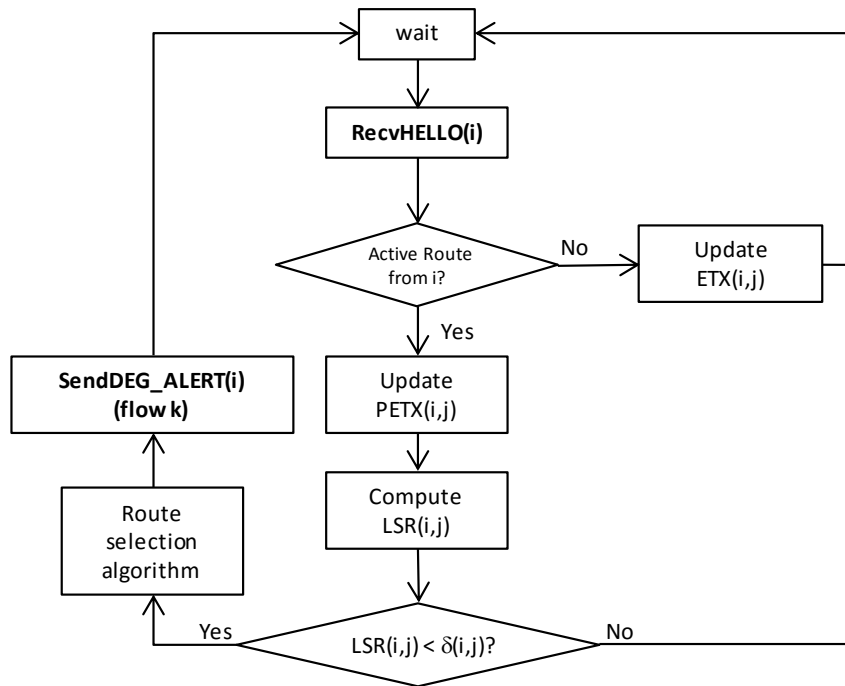 wait
RecvHELLO(i)
Active Route
from i?
No
Update
ETX(i,j)
Yes
SendDEG_ALERT(i)
(flow k)
Update
PETX(i,j)
Compute
LSR(i,j)
Route
selection
algorithm
Yes
LSR(i,j) < δ(i,j)?
No